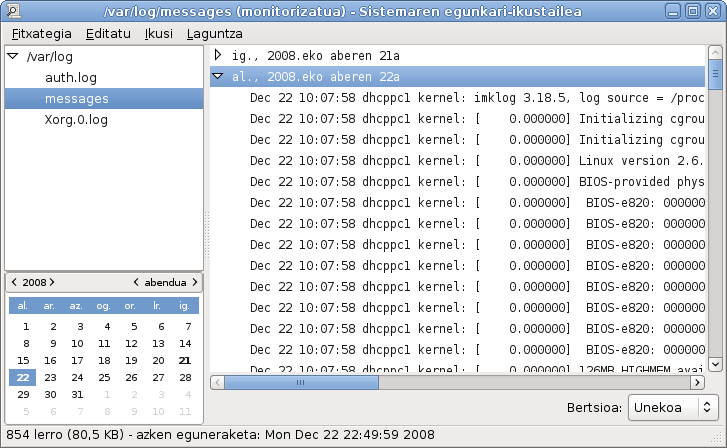 /var/log/messages (monitorizatua) - Sistemaren egunkari-ikustailea
Fitxategia Editatu Ikusi Laguntza
/var/log
auth.log
messages
Xorg.0.log
2008 abendua
al. ar. az. og. or. lr. ig.
1 2 3 4 5 6 7
8 9 10 11 12 13 14
15 16 17 18 19 20 21
22 23 24 25 26 27 28
29 30 31 1 2 3 4
5 6 7 8 9 10 11
ig., 2008.eko aberen 21a
al., 2008.eko aberen 22a
Dec 22 10:07:58 dhcppc1 kernel: imklog 3.18.5, log source = /proc
Dec 22 10:07:58 dhcppc1 kernel: [    0.000000] Initializing cgrou
Dec 22 10:07:58 dhcppc1 kernel: [    0.000000] Initializing cgrou
Dec 22 10:07:58 dhcppc1 kernel: [    0.000000] Linux version 2.6.
Dec 22 10:07:58 dhcppc1 kernel: [    0.000000] BIOS-provided phys
Dec 22 10:07:58 dhcppc1 kernel: [    0.000000]  BIOS-e820: 000000
Dec 22 10:07:58 dhcppc1 kernel: [    0.000000]  BIOS-e820: 000000
Dec 22 10:07:58 dhcppc1 kernel: [    0.000000]  BIOS-e820: 000000
Dec 22 10:07:58 dhcppc1 kernel: [    0.000000]  BIOS-e820: 000000
Dec 22 10:07:58 dhcppc1 kernel: [    0.000000]  BIOS-e820: 000000
Dec 22 10:07:58 dhcppc1 kernel: [    0.000000]  BIOS-e820: 000000
Dec 22 10:07:58 dhcppc1 kernel: [    0.000000]  BIOS-e820: 000000
Dec 22 10:07:58 dhcppc1 kernel: [    0.000000]  BIOS-e820: 000000
Dec 22 10:07:58 dhcppc1 kernel: [    0.000000] 126MB HIGHMEM avai
Bertsioa: Unekoa
854 lerro (80,5 KB) - azken eguneraketa: Mon Dec 22 22:49:59 2008